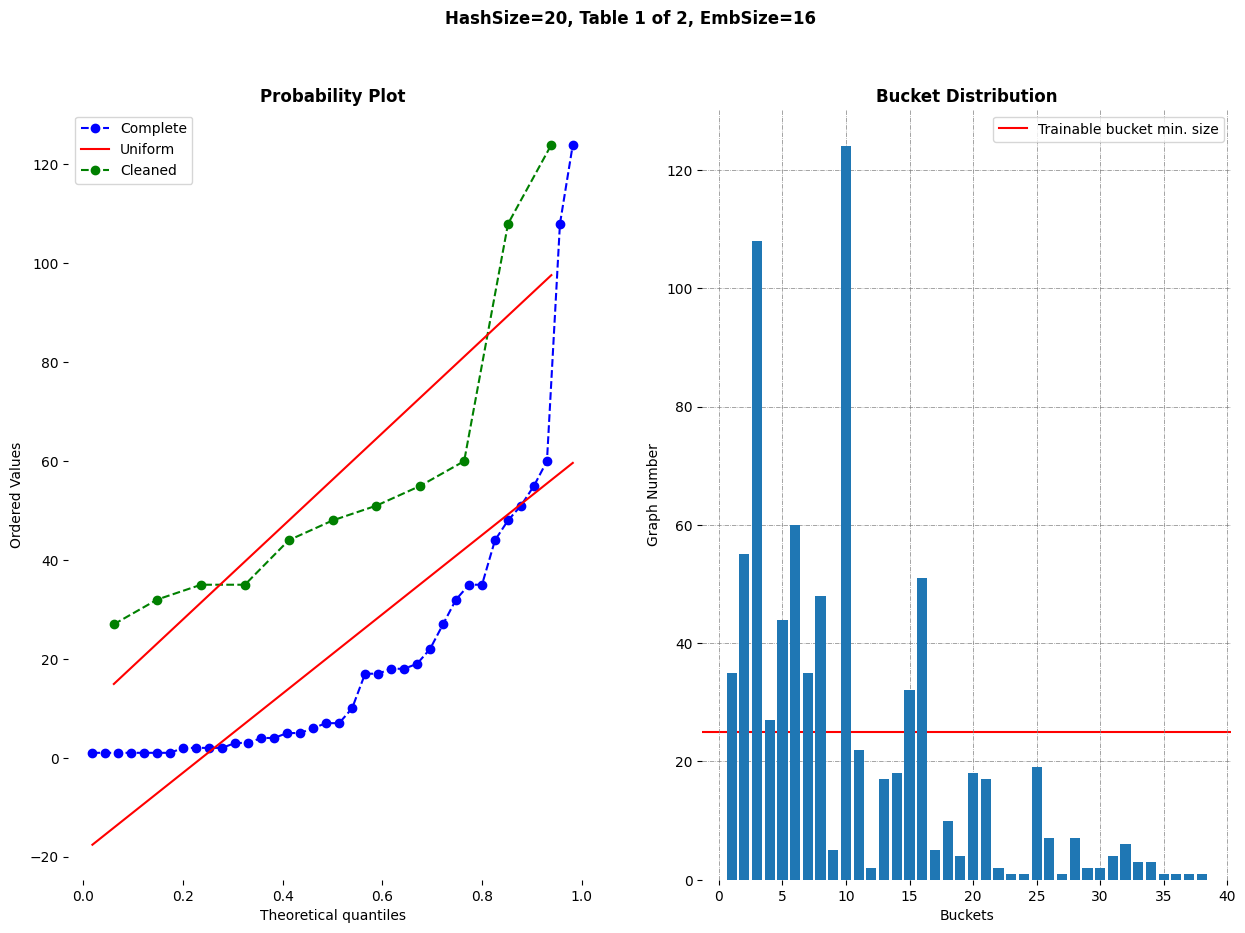 HashSize=20, Table 1 of 2, EmbSize=16
Probability Plot
Complete
Uniform
Cleaned
120
100
80
60
40
20
0
−20
Ordered Values
0.0 0.2 0.4 0.6 0.8 1.0
Theoretical quantiles
Bucket Distribution
Trainable bucket min. size
120
100
80
60
40
20
0
Graph Number
0 5 10 15 20 25 30 35 40
Buckets